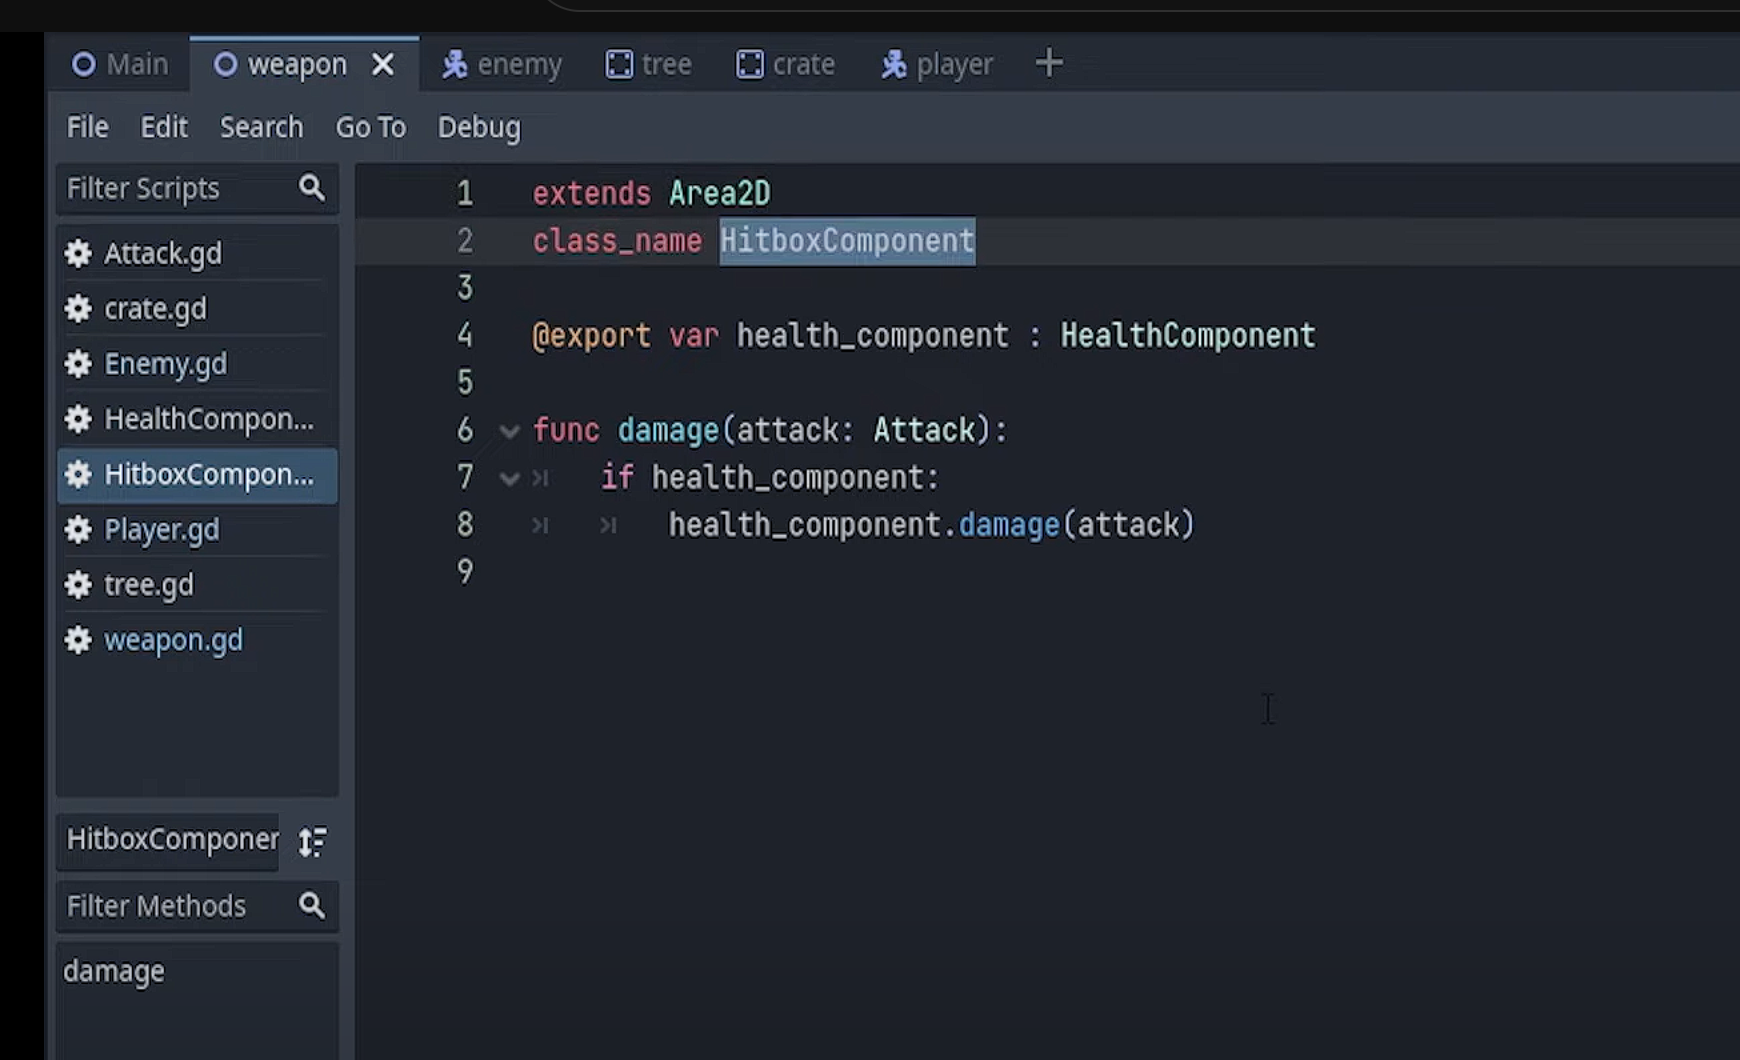 Main weapon enemy tree crate player
File Edit Search Go To Debug
Filter Scripts
Attack.gd
crate.gd
Enemy.gd
HealthCompon...
HitboxCompon...
Player.gd
tree.gd
weapon.gd
HitboxComponer
Filter Methods
damage
1 extends Area2D
2 class_name HitboxComponent
3
4 @export var health_component : HealthComponent
5
6 func damage(attack: Attack):
7 if health_component:
8 health_component.damage(attack)
9